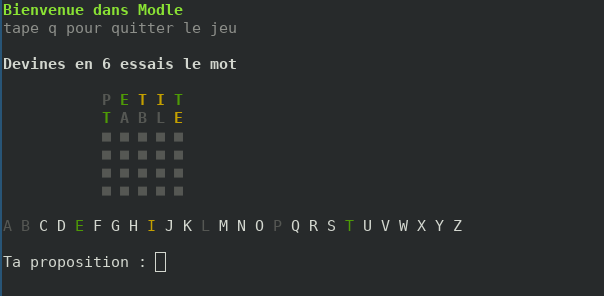 Bienvenue dans Modle
tape q pour quitter le jeu
Devines en 6 essais le mot
P E T I T
T A B L E
■ ■ ■ ■ ■
■ ■ ■ ■ ■
■ ■ ■ ■ ■
■ ■ ■ ■ ■
A B C D E F G H I J K L M N O P Q R S T U V W X Y Z
Ta proposition :